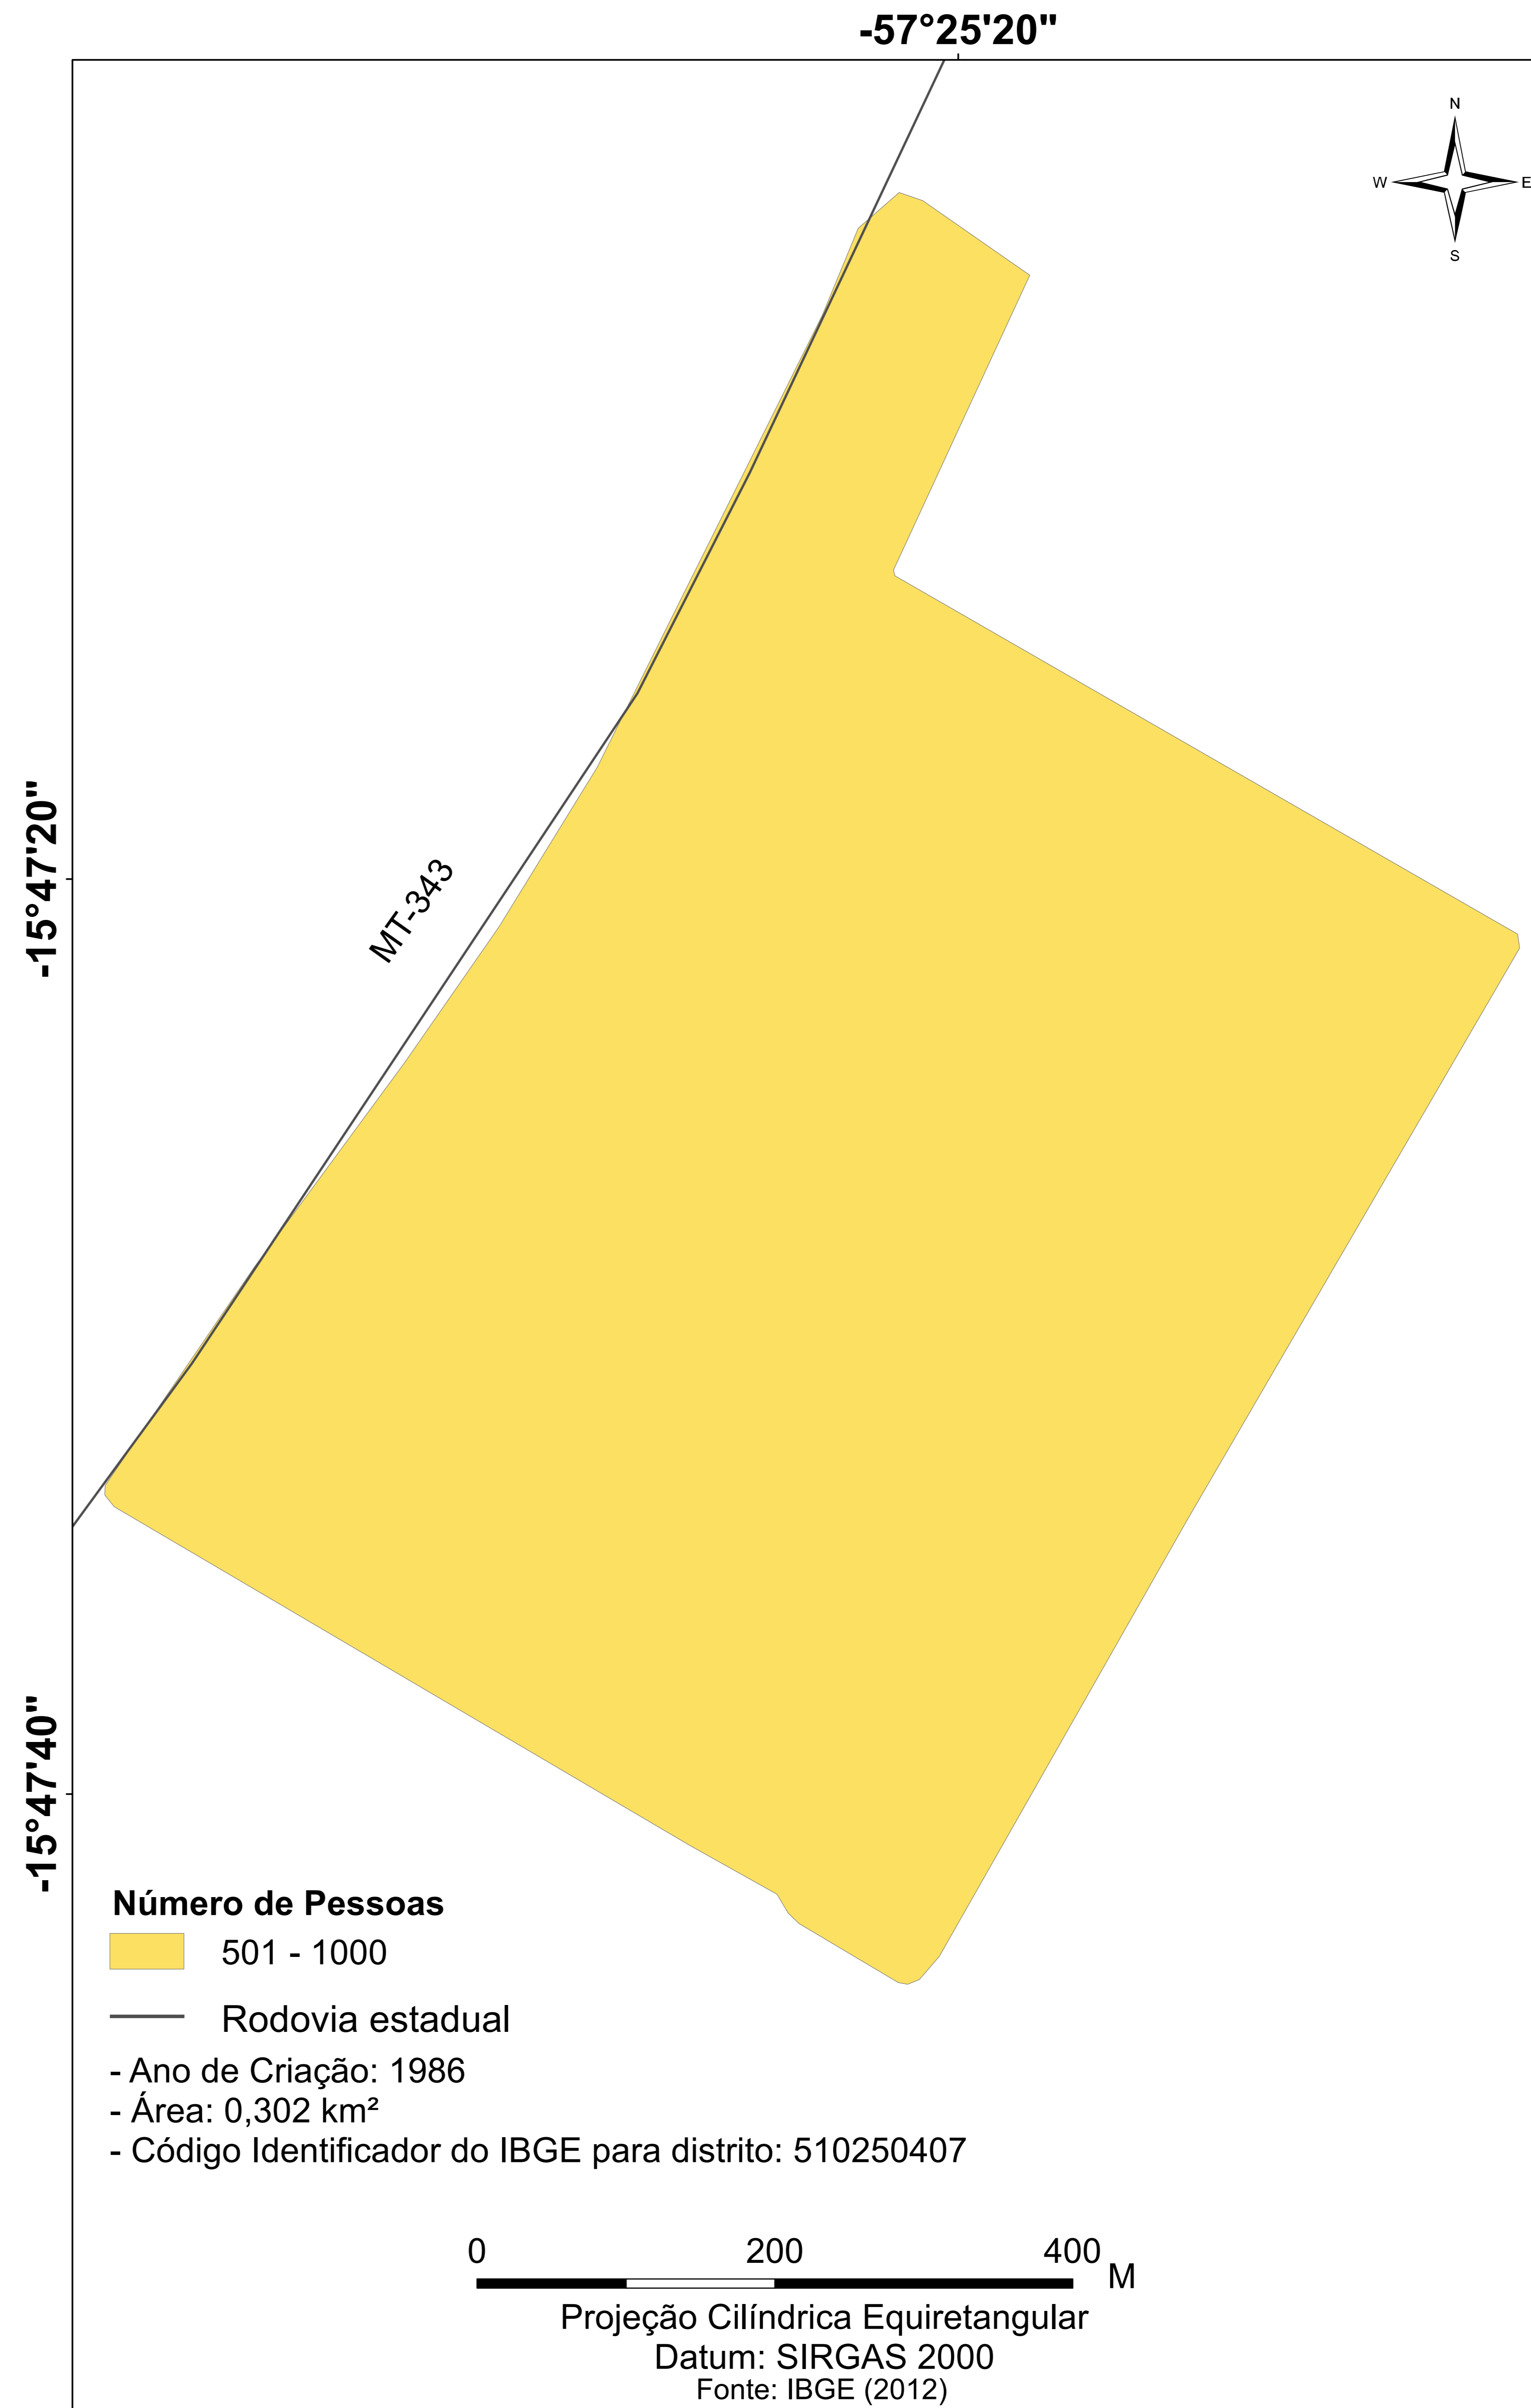 -57°25'20"
N
W
E
S
-15°47'20"
MT-343
-15°47'40"
Número de Pessoas
501 - 1000
Rodovia estadual
- Ano de Criação: 1986
- Área: 0,302 km²
- Código Identificador do IBGE para distrito: 510250407
0 200 400 M
Projeção Cilíndrica Equiretangular
Datum: SIRGAS 2000
Fonte: IBGE (2012)